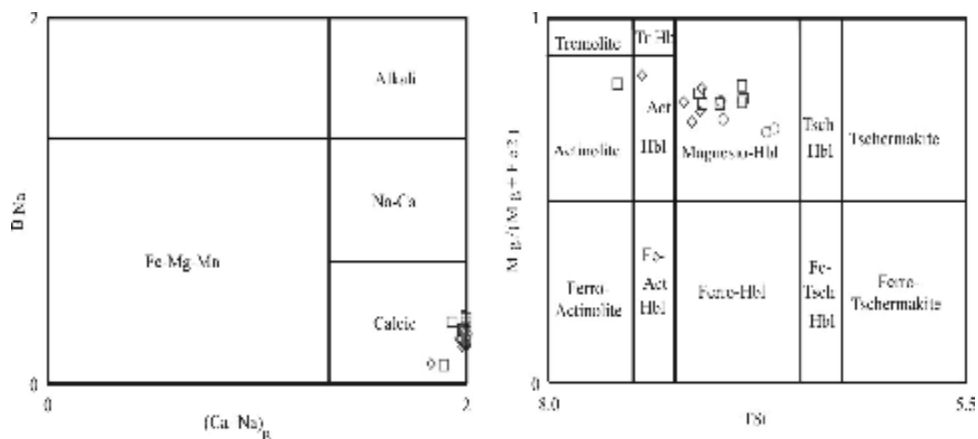 2
Alkali
Na-Ca
Fe-Mg-Mn
Calcic
B Na
0
0
2
(Ca Na)B
1
Tremolite
Tr Hb
Act
Hbl
Actinolite
Magnesio-Hbl
Tsch
Hbl
Tschermakite
Ferro-
Actinolite
Fe-
Act
Hbl
Ferro-Hbl
Fe-
Tsch
Hbl
Ferro-
Tschermakite
0
8.0
TSi
5.5